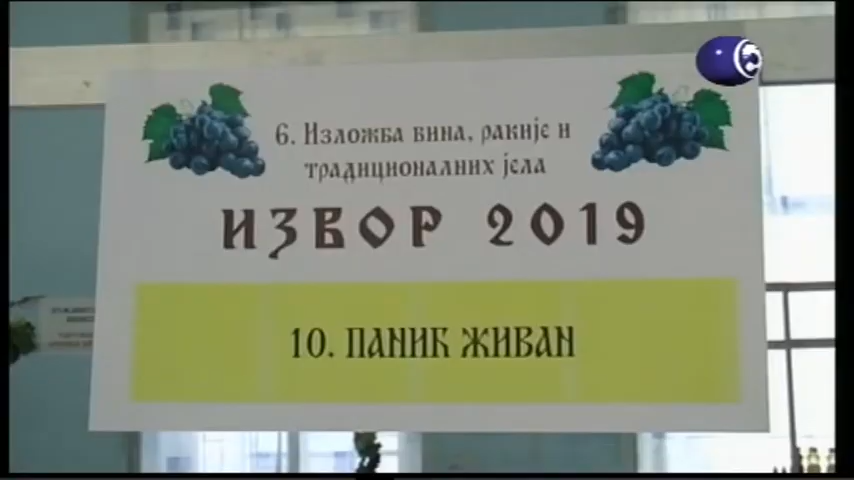 6. Изложба вина, ракије и
традиционалних јела
ИЗВОР 2019
10. ПАНИЋ ЖИВАН